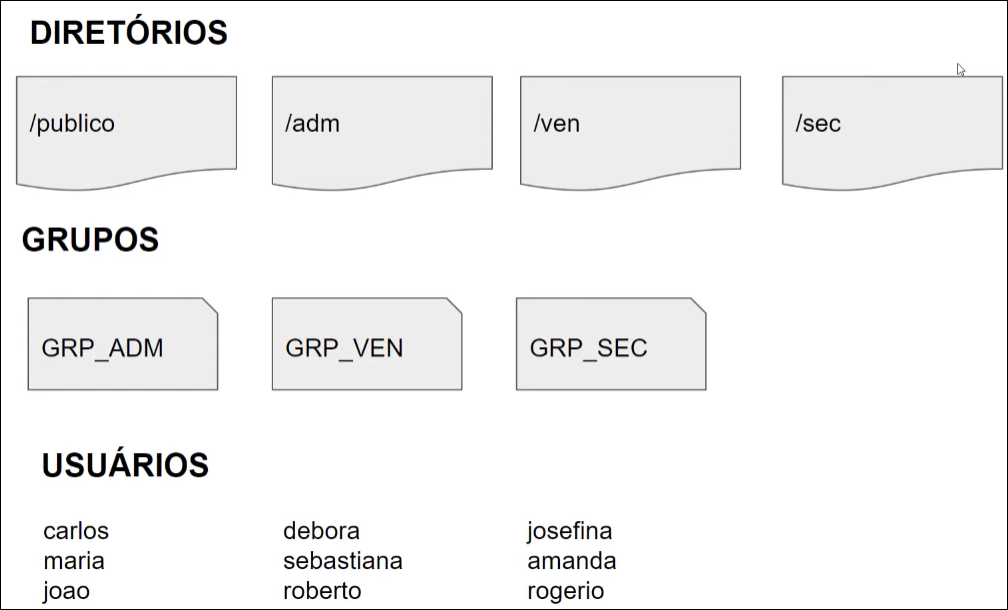 DIRETÓRIOS
/publico /adm /ven /sec
GRUPOS
GRP_ADM GRP_VEN GRP_SEC
USUÁRIOS
carlos debora josefina
maria sebastiana amanda
joao roberto rogerio